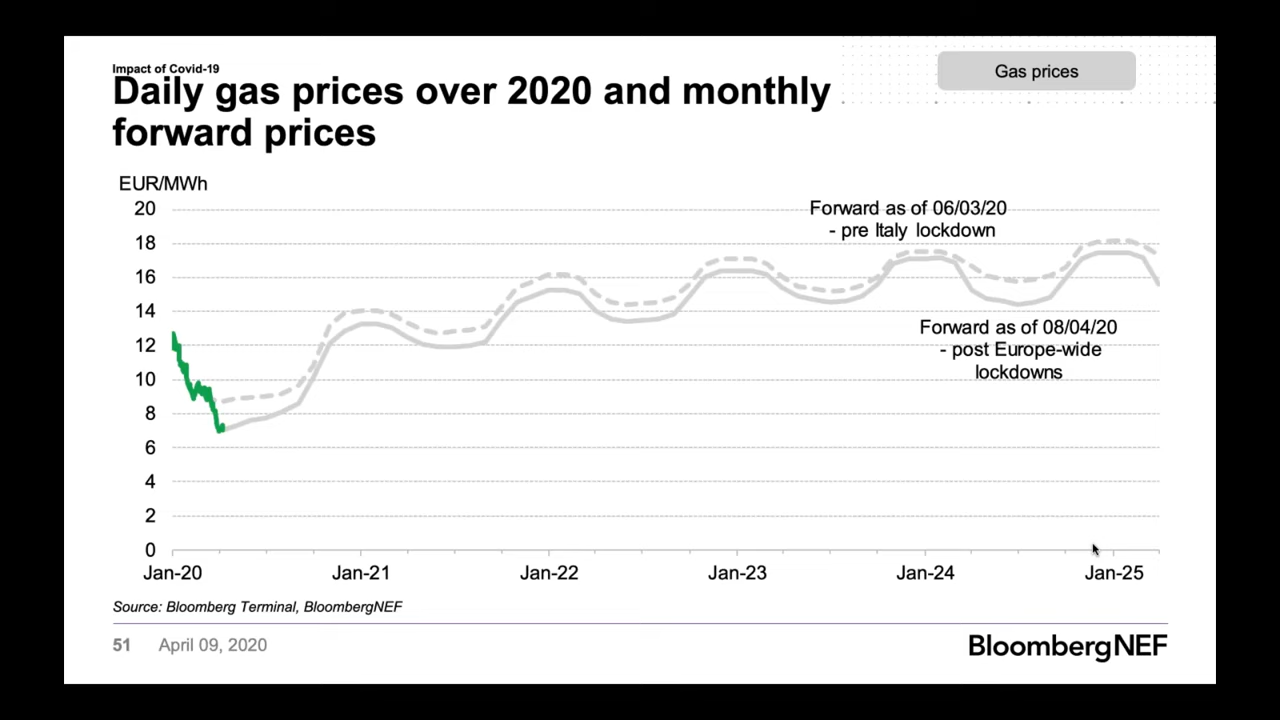 Impact of Covid-19
Daily gas prices over 2020 and monthly
forward prices
Gas prices
EUR/MWh
20
18
16
14
12
10
8
6
4
2
0
Forward as of 06/03/20
- pre Italy lockdown
Forward as of 08/04/20
- post Europe-wide
lockdowns
Jan-20 Jan-21 Jan-22 Jan-23 Jan-24 Jan-25
Source: Bloomberg Terminal, BloombergNEF
51 April 09, 2020
BloombergNEF